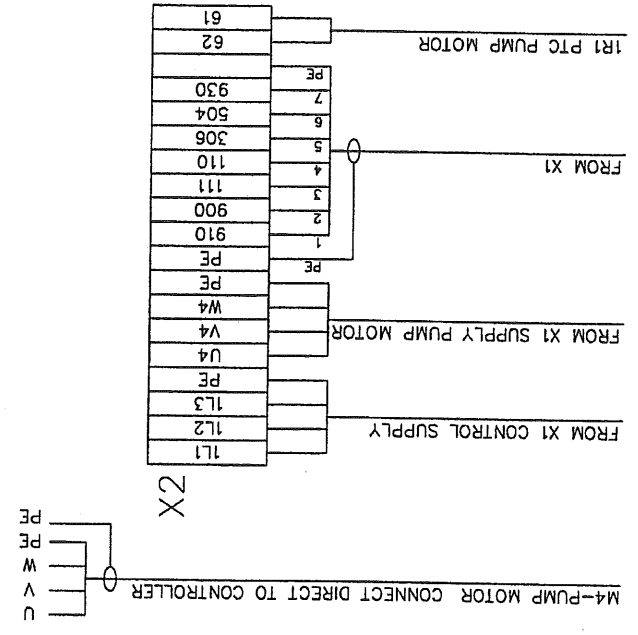 M4-PUMP MOTOR CONNECT DIRECT TO CONTROLLER
U
V
W
PE
PE
X2
FROM X1 CONTROL SUPPLY
1L1
1L2
1L3
PE
FROM X1 SUPPLY PUMP MOTOR
U4
V4
W4
PE
FROM X1
PE PE
1 910
2 900
3 111
4 110
5 306
6 504
7 930
PE
1R1 PTC PUMP MOTOR
62
61